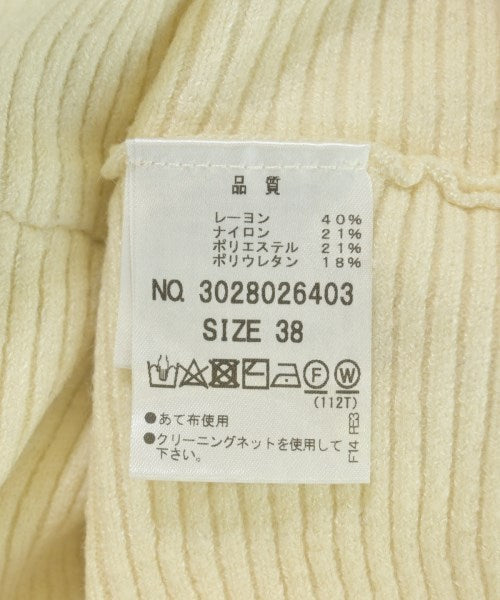 品質
レーヨン 40%
ナイロン 21%
ポリエステル 21%
ポリウレタン 18%
NO. 3028026403
SIZE 38
F W
(112T)
●あて布使用
●クリーニングネットを使用して
下さい。
F14 FE3